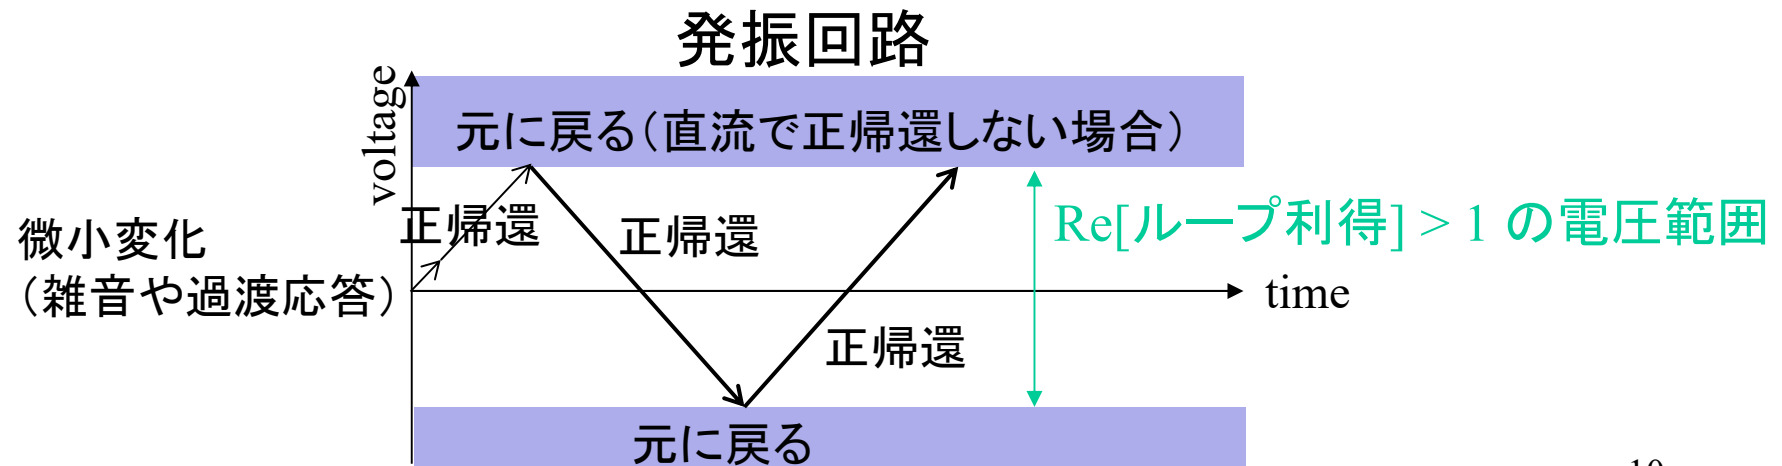 発振回路
voltage
元に戻る（直流で正帰還しない場合）
正帰還
正帰還
Re[ループ利得] > 1 の電圧範囲
微小変化
（雑音や過渡応答）
time
正帰還
元に戻る